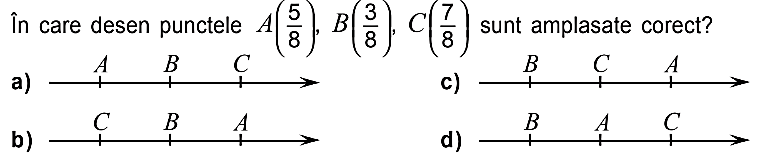 În care desen punctele A(5/8), B(3/8), C(7/8) sunt amplasate corect?
a) A B C
c) B C A
b) C B A
d) B A C